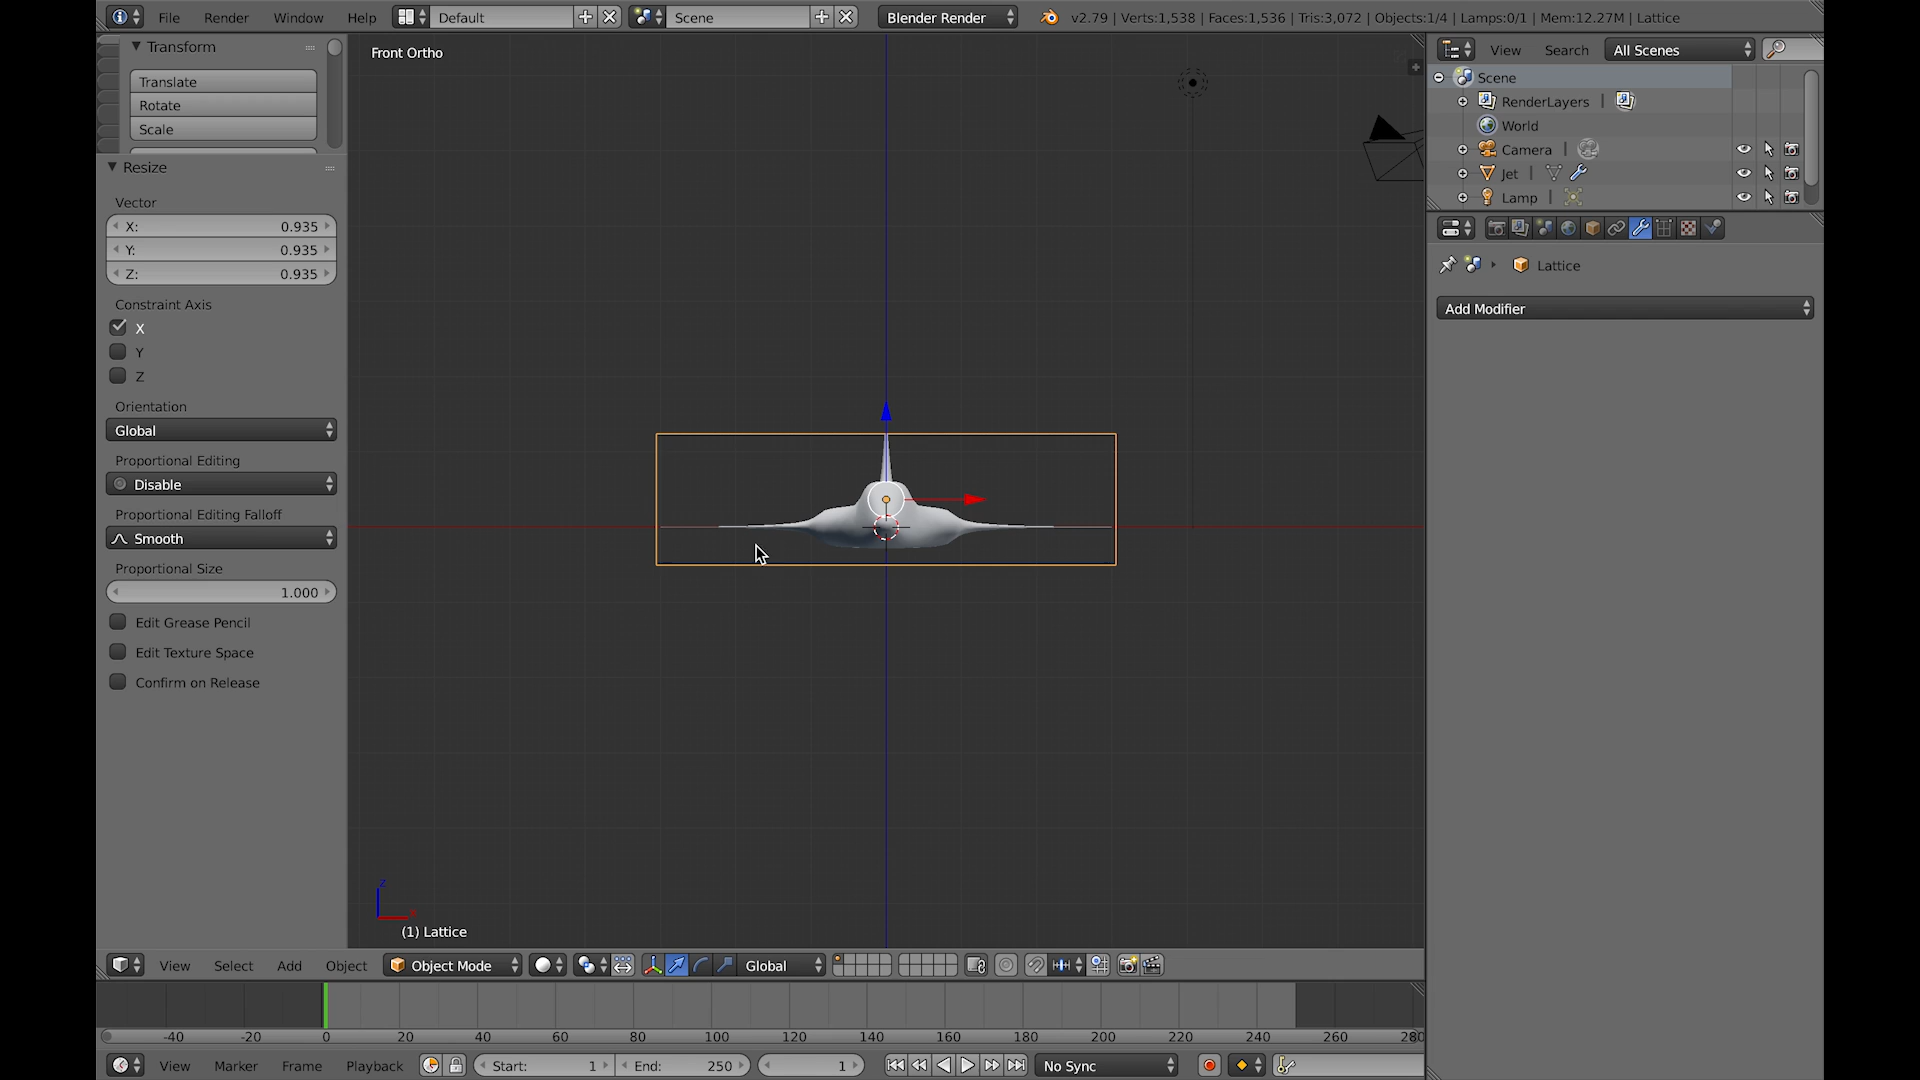 File Render Window Help Default Scene Blender Render v2.79 | Verts:1,538 | Faces:1,536 | Tris:3,072 | Objects:1/4 | Lamps:0/1 | Mem:12.27M | Lattice
Transform
Translate
Rotate
Scale
Resize
Vector
X: 0.935
Y: 0.935
Z: 0.935
Constraint Axis
X
Y
Z
Orientation
Global
Proportional Editing
Disable
Proportional Editing Falloff
Smooth
Proportional Size
1.000
Edit Grease Pencil
Edit Texture Space
Confirm on Release
Front Ortho
z
(1) Lattice
View Search All Scenes
Scene
RenderLayers |
World
Camera |
Jet |
Lamp |
Lattice
Add Modifier
View Select Add Object Object Mode Global
-40 -20 0 20 40 60 80 100 120 140 160 180 200 220 240 260 280
View Marker Frame Playback Start: 1 End: 250 1 No Sync